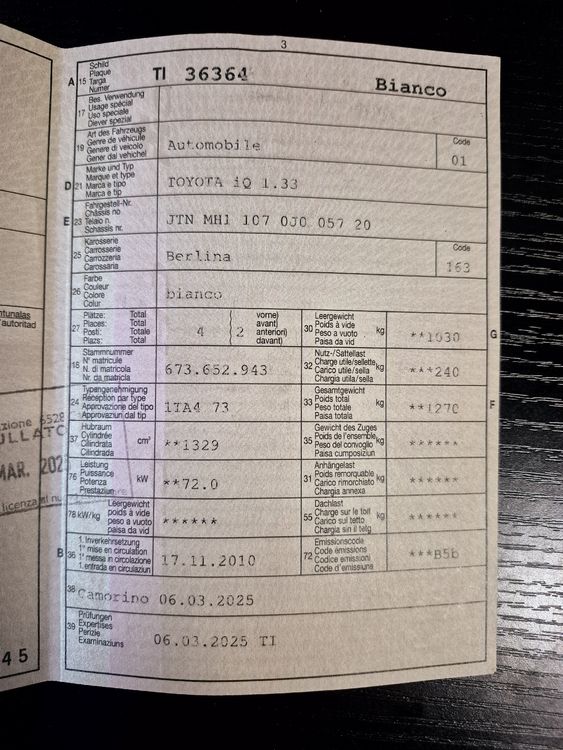 3
A 15 Schild
Plaque
Targa
Numer
TI 36364
Bianco
17 Bes. Verwendung
Usage spécial
Uso speciale
Diever spezial
19 Art des Fahrzeugs
Genre de véhicule
Genere di veicolo
Gener dal vehichel
Automobile
Code
01
D 21 Marke und Typ
Marque et type
Marca e tipo
Marca e tip
TOYOTA iQ 1.33
E 23 Fahrgestell-Nr.
Châssis no
Telaio n.
Schassis nr.
JTN MH1 107 0J0 057 20
25 Karosserie
Carrosserie
Carrozzeria
Carossaria
Berlina
Code
163
26 Farbe
Couleur
Colore
Colur
bianco
27 Plätze: Total
Places: Total
Posti: Totale
Plazs: Total
4
vorne)
avant)
anteriori)
davant)
2
30 Leergewicht
Poids à vide
Peso a vuoto
Paisa da vid
kg
**1030
G
18 Stammnummer
N° matricule
N. di matricola
Nr. da matricla
673.652.943
32 Nutz-/Sattellast
Charge utile/sellette
Carico utile/sella
Chargia utila/sella
kg
***240
24 Typengenehmigung
Réception par type
Approvazione del tipo
Approvaziun dal tip
1TA4 73
33 Gesamtgewicht
Poids total
Peso totale
Paisa totala
kg
**1270
F
37 Hubraum
Cylindrée
Cilindrata
Cilindrada
cm³
**1329
35 Gewicht des Zuges
Poids de l'ensemble
Peso del convoglio
Paisa cumposiziun
kg
******
76 Leistung
Puissance
Potenza
Prestaziun
kW
**72.0
31 Anhängelast
Poids remorquable
Carico rimorchiato
Chargia annexa
kg
******
78 kW/kg
Leergewicht
poids à vide
peso a vuoto
paisa da vid
******
55 Dachlast
Charge sur le toit
Carico sul tetto
Chargia sin il tetg
kg
******
B 36 1. Inverkehrsetzung
1re mise en circulation
1a messa in circolazione
1. entrada en circulaziun
17.11.2010
72 Emissionscode
Code émissions
Codice emissioni
Code d'emissiuns
***B5b
38 Camorino 06.03.2025
39 Prüfungen
Expertises
Perizie
Examinaziuns
06.03.2025 TI
l'autoritad
ULLATO
MAR. 202
licenza
45